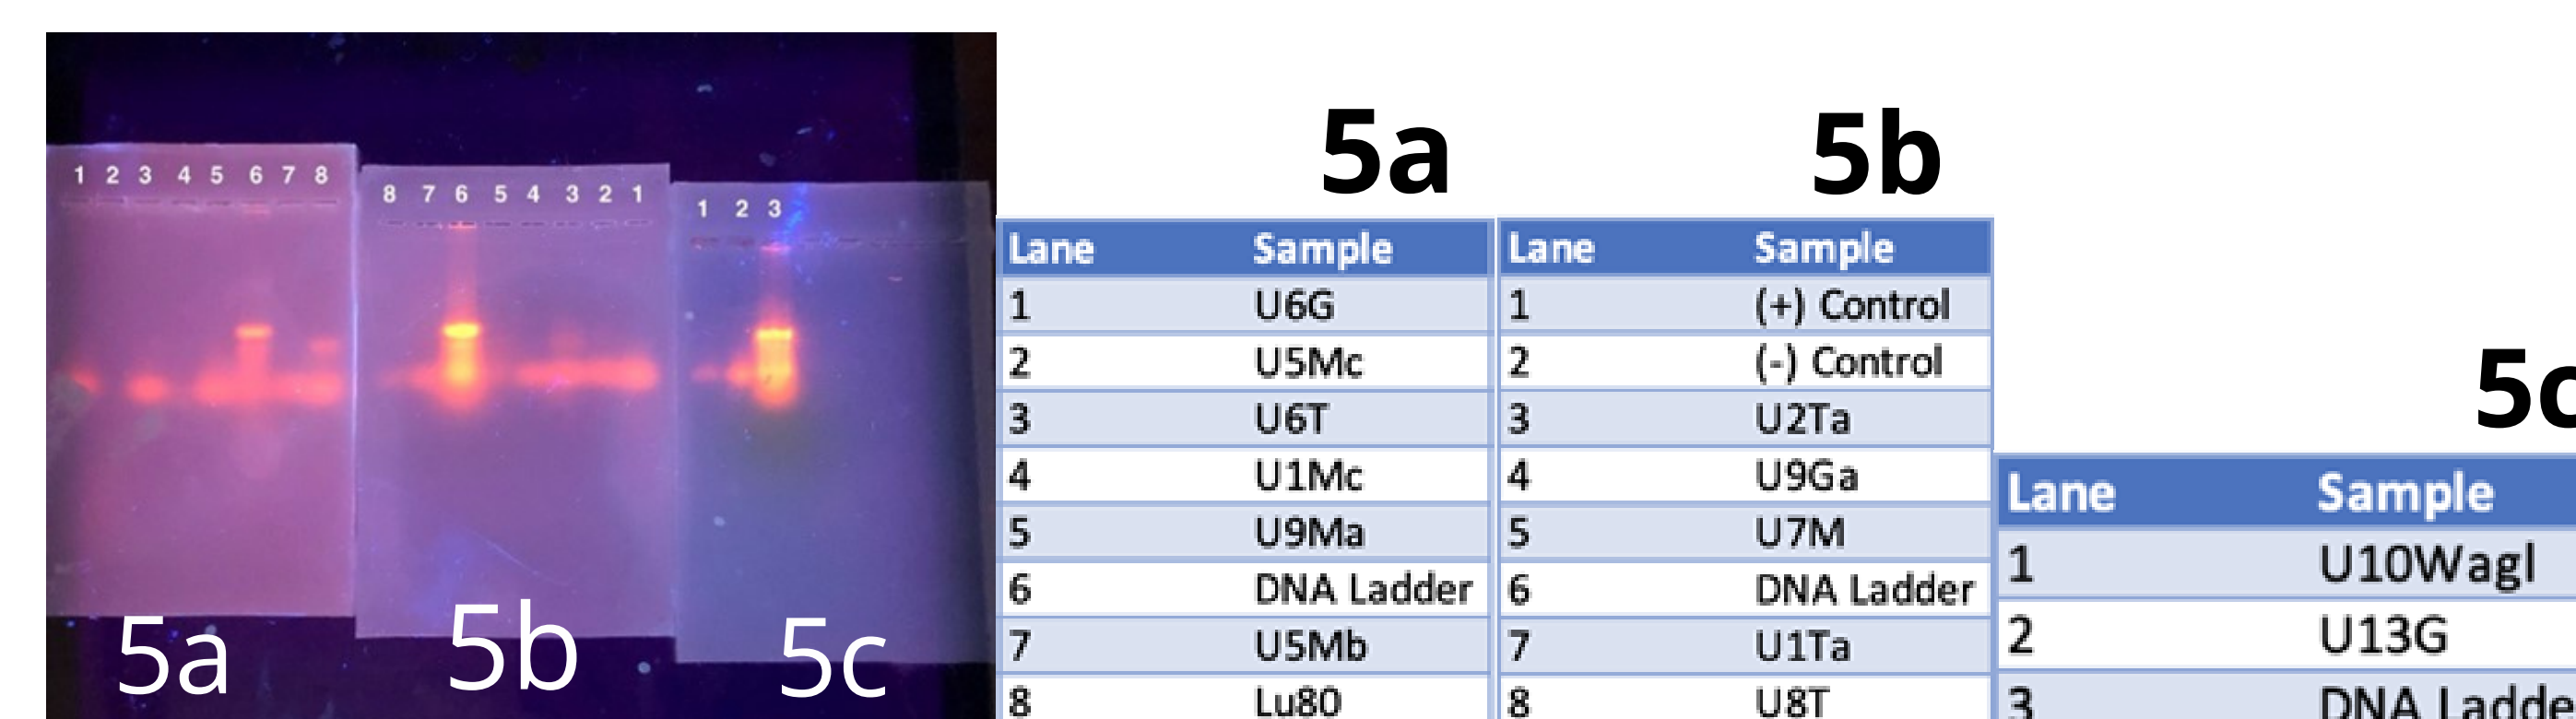 1 2 3 4 5 6 7 8
8 7 6 5 4 3 2 1
1 2 3
5a
5b
5c
5a
Lane Sample
1 U6G
2 U5Mc
3 U6T
4 U1Mc
5 U9Ma
6 DNA Ladder
7 U5Mb
8 Lu80
5b
Lane Sample
1 (+) Control
2 (-) Control
3 U2Ta
4 U9Ga
5 U7M
6 DNA Ladder
7 U1Ta
8 U8T
5c
Lane Sample
1 U10Wagl
2 U13G
3 DNA Ladde